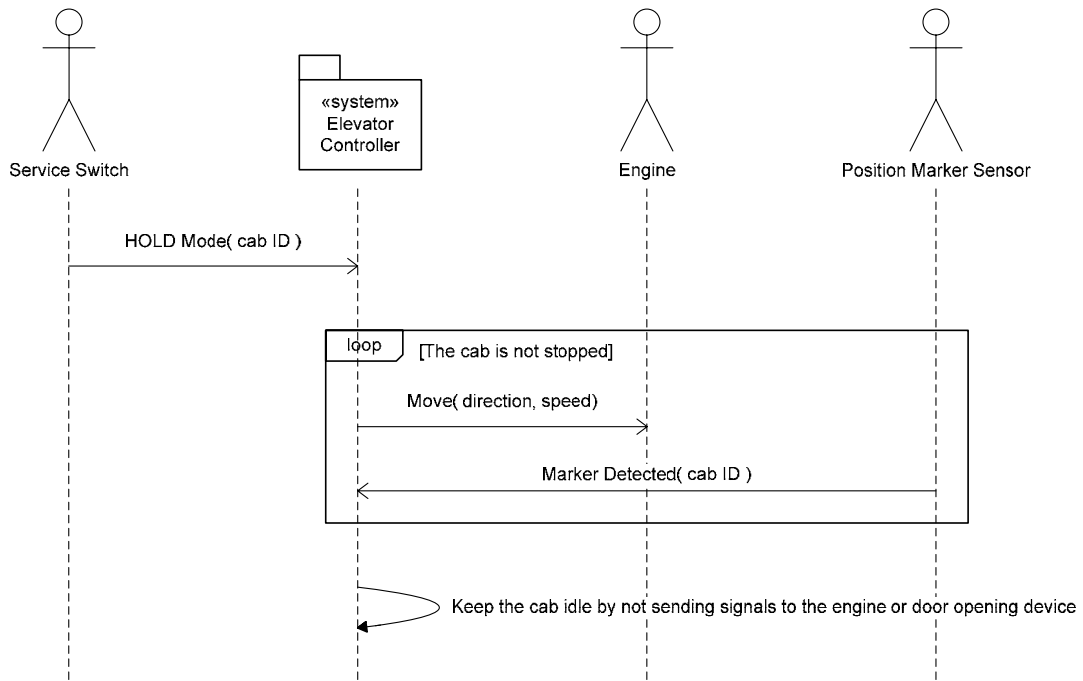 «system»
Elevator
Controller
Service Switch
Engine
Position Marker Sensor
HOLD Mode( cab ID )
loop
[The cab is not stopped]
Move( direction, speed)
Marker Detected( cab ID )
Keep the cab idle by not sending signals to the engine or door opening device